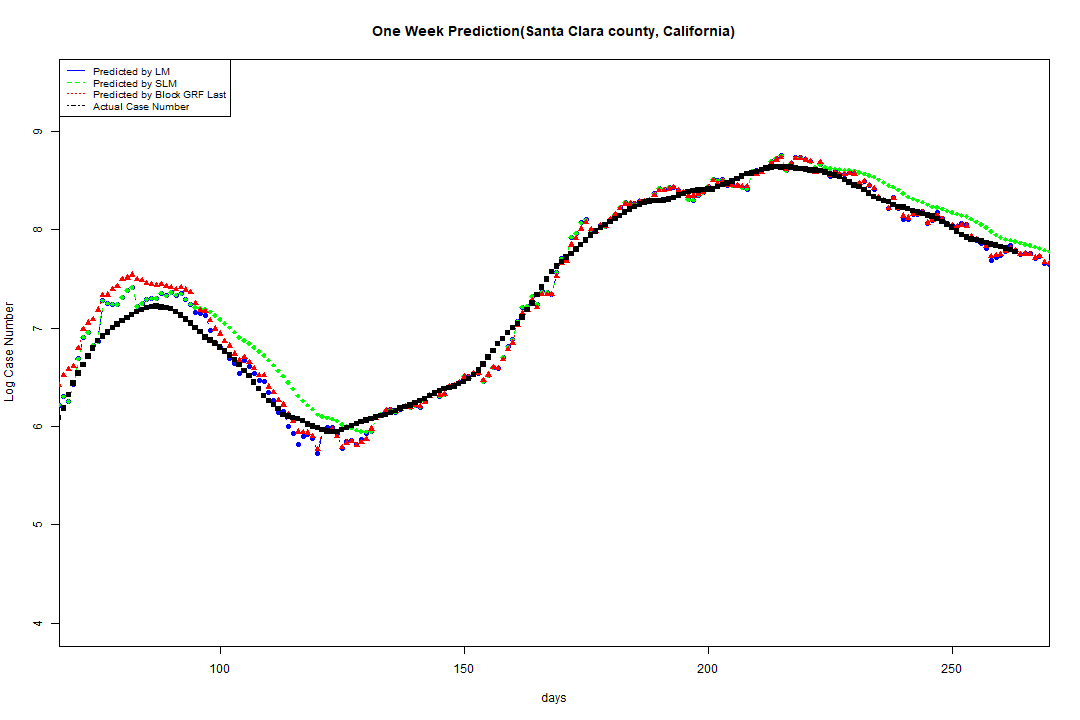 One Week Prediction(Santa Clara county, California)
Predicted by LM
Predicted by SLM
Predicted by Block GRF Last
Actual Case Number
9
8
7
6
5
4
Log Case Number
100 150 200 250
days